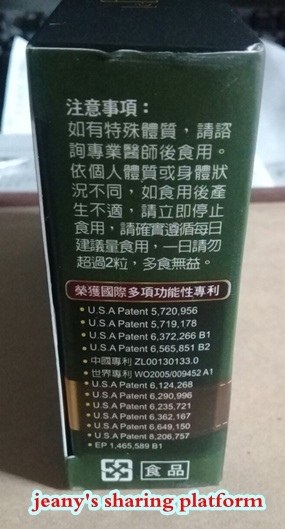 注意事項：
如有特殊體質，請諮
詢專業醫師後食用。
依個人體質或身體狀
況不同，如食用後產
生不適，請立即停止
食用，請確實遵循每日
建議量食用，一日請勿
超過2粒，多食無益。
榮獲國際多項功能性專利
• U.S.A Patent 5,720,956
• U.S.A Patent 5,719,178
• U.S.A Patent 6,372,266 B1
• U.S.A Patent 6,565,851 B2
• 中國專利 ZL00130133.0
• 世界專利 WO2005/009452 A1
• U.S.A Patent 6,124,268
• U.S.A Patent 6,290,996
• U.S.A Patent 6,235,721
• U.S.A Patent 6,362,167
• U.S.A Patent 6,649,150
• U.S.A Patent 8,206,757
• EP 1,465,589 B1
食品
jeany's sharing platform